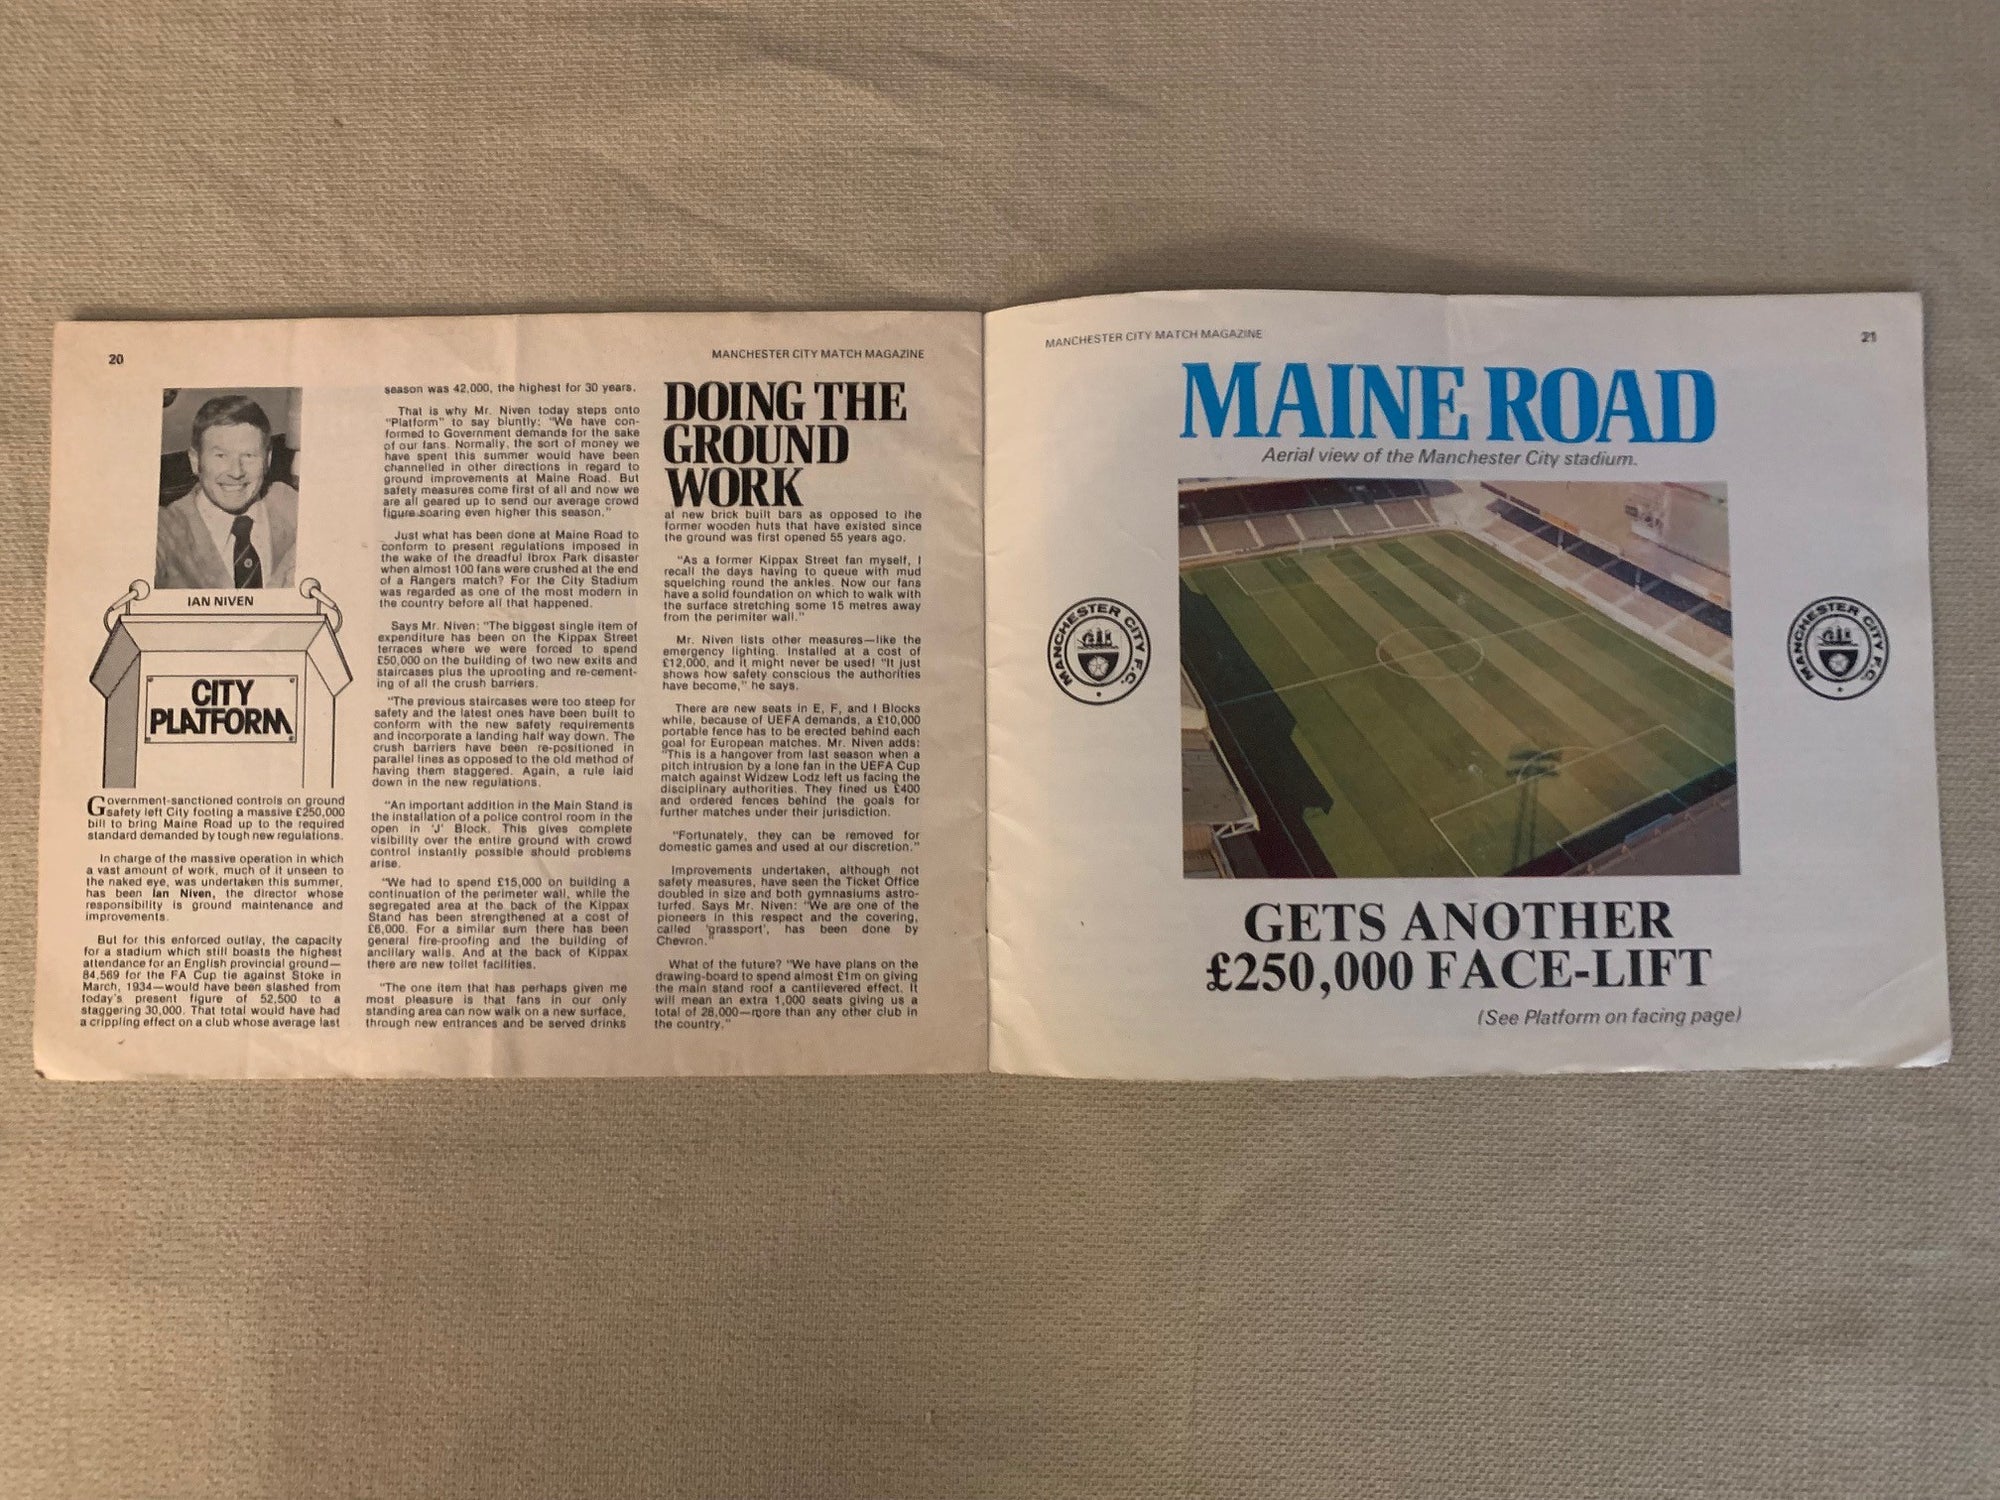 20
MANCHESTER CITY MATCH MAGAZINE
IAN NIVEN
CITY
PLATFORM
Government-sanctioned controls on ground
safety left City footing a massive £250,000
bill to bring Maine Road up to the required
standard demanded by tough new regulations.
In charge of the massive operation in which
a vast amount of work, much of it unseen to
the naked eye, was undertaken this summer,
has been Ian Niven, the director whose
responsibility is ground maintenance and
improvements.
But for this enforced outlay, the capacity
for a stadium which still boasts the highest
attendance for an English provincial ground—
84,569 for the FA Cup tie against Stoke in
March, 1934—would have been slashed from
today's present figure of 52,500 to a
staggering 30,000. That total would have had
a crippling effect on a club whose average last
season was 42,000, the highest for 30 years.
That is why Mr. Niven today steps onto
"Platform" to say bluntly: "We have con-
formed to Government demands for the sake
of our fans. Normally, the sort of money we
have spent this summer would have been
channelled in other directions in regard to
ground improvements at Maine Road. But
safety measures come first of all and now we
are all geared up to send our average crowd
figure soaring even higher this season."
Just what has been done at Maine Road to
conform to present regulations imposed in
the wake of the dreadful Ibrox Park disaster
when almost 100 fans were crushed at the end
of a Rangers match? For the City Stadium
was regarded as one of the most modern in
the country before all that happened.
Says Mr. Niven: "The biggest single item of
expenditure has been on the Kippax Street
terraces where we were forced to spend
£50,000 on the building of two new exits and
staircases plus the uprooting and re-cement-
ing of all the crush barriers.
"The previous staircases were too steep for
safety and the latest ones have been built to
conform with the new safety requirements
and incorporate a landing half way down. The
crush barriers have been re-positioned in
parallel lines as opposed to the old method of
having them staggered. Again, a rule laid
down in the new regulations.
"An important addition in the Main Stand is
the installation of a police control room in the
open in 'J' Block. This gives complete
visibility over the entire ground with crowd
control instantly possible should problems
arise.
"We had to spend £15,000 on building a
continuation of the perimeter wall, while the
segregated area at the back of the Kippax
Stand has been strengthened at a cost of
£6,000. For a similar sum there has been
general fire-proofing and the building of
ancillary walls. And at the back of Kippax
there are new toilet facilities.
"The one item that has perhaps given me
most pleasure is that fans in our only
standing area can now walk on a new surface,
through new entrances and be served drinks
DOING THE
GROUND
WORK
at new brick built bars as opposed to the
former wooden huts that have existed since
the ground was first opened 55 years ago.
"As a former Kippax Street fan myself, I
recall the days having to queue with mud
squelching round the ankles. Now our fans
have a solid foundation on which to walk with
the surface stretching some 15 metres away
from the perimiter wall."
Mr. Niven lists other measures—like the
emergency lighting. Installed at a cost of
£12,000, and it might never be used! "It just
shows how safety conscious the authorities
have become," he says.
There are new seats in E, F, and I Blocks
while, because of UEFA demands, a £10,000
portable fence has to be erected behind each
goal for European matches. Mr. Niven adds:
"This is a hangover from last season when a
pitch intrusion by a lone fan in the UEFA Cup
match against Widzew Lodz left us facing the
disciplinary authorities. They fined us £400
and ordered fences behind the goals for
further matches under their jurisdiction.
"Fortunately, they can be removed for
domestic games and used at our discretion."
Improvements undertaken, although not
safety measures, have seen the Ticket Office
doubled in size and both gymnasiums astro-
turfed. Says Mr. Niven: "We are one of the
pioneers in this respect and the covering,
called 'grassport', has been done by
Chevron."
What of the future? "We have plans on the
drawing-board to spend almost £1m on giving
the main stand roof a cantilevered effect. It
will mean an extra 1,000 seats giving us a
total of 28,000—more than any other club in
the country."
MANCHESTER CITY MATCH MAGAZINE
21
MAINE ROAD
Aerial view of the Manchester City stadium.
MANCHESTER CITY F.C.
MANCHESTER CITY F.C.
GETS ANOTHER
£250,000 FACE-LIFT
(See Platform on facing page)